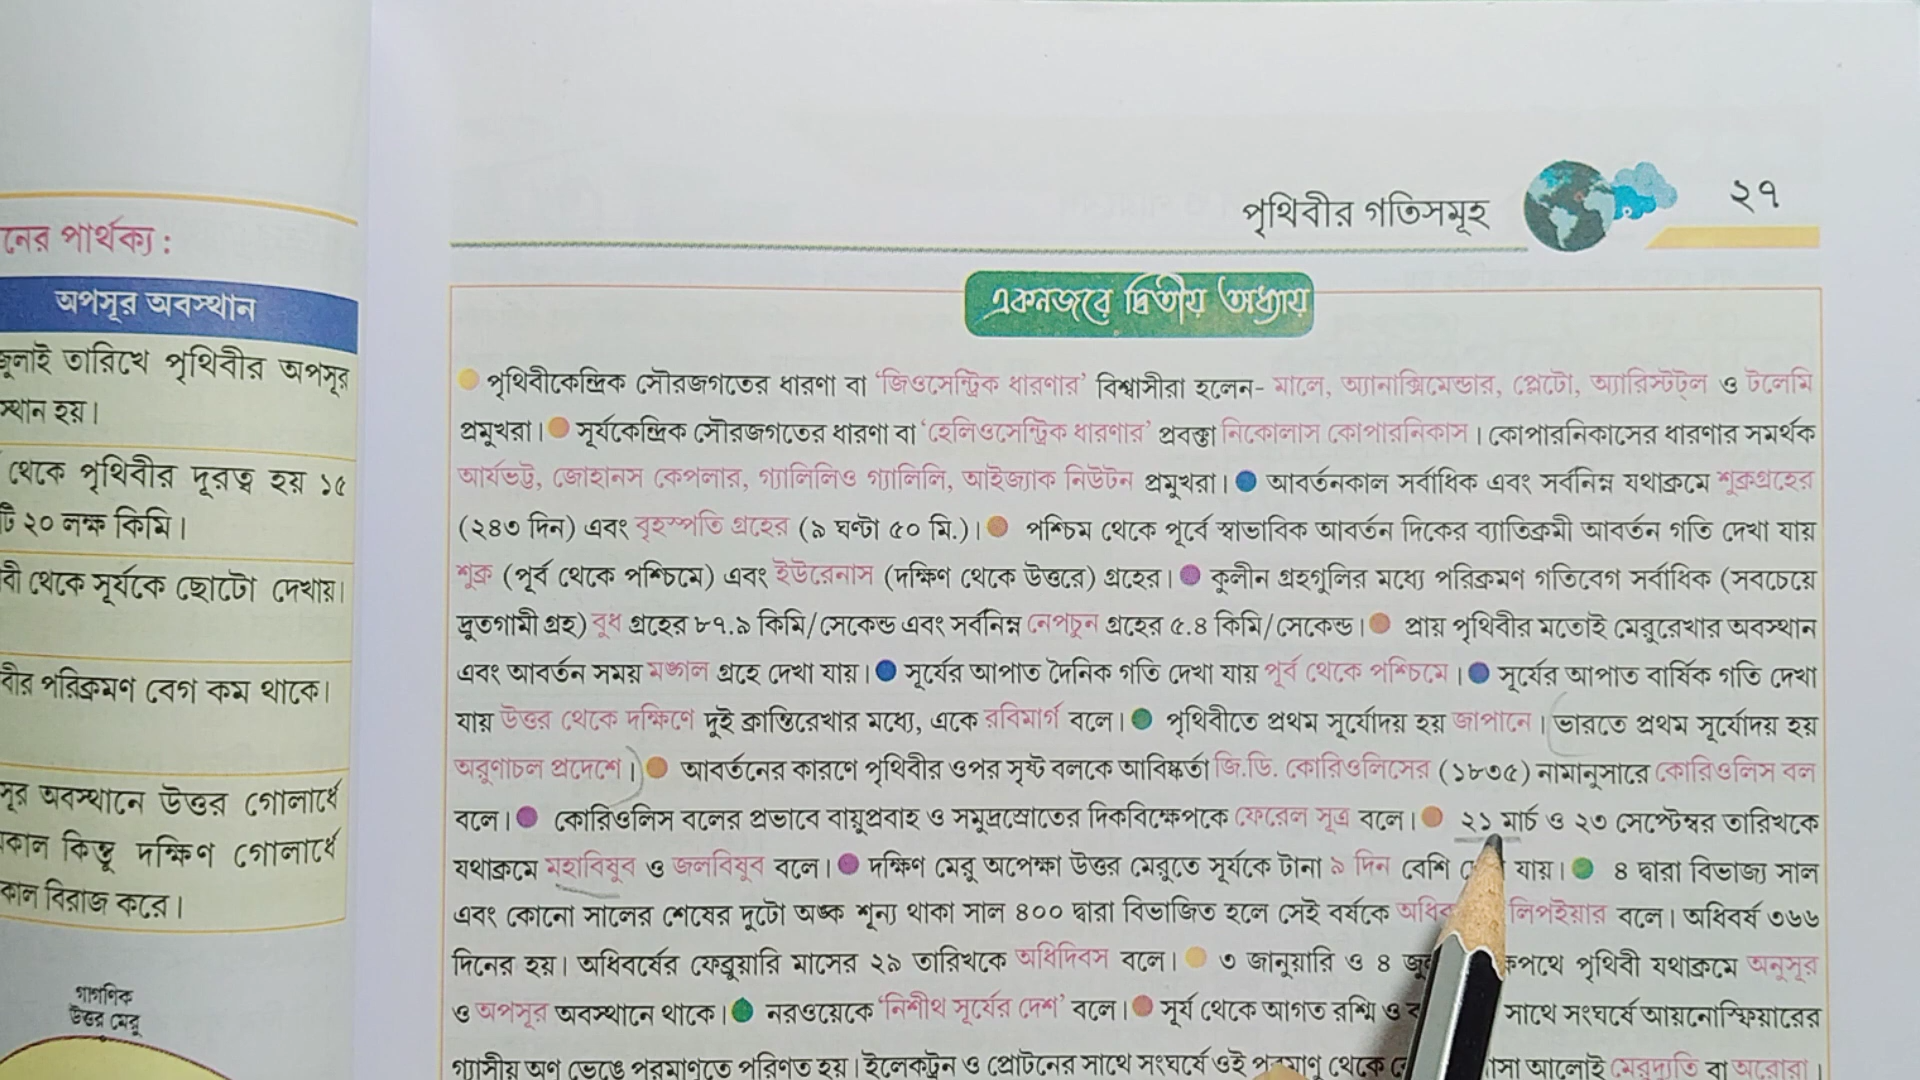 নের পার্থক্য :
অপসূর অবস্থান
জুলাই তারিখে পৃথিবীর অপসূর
স্থান হয়।
থেকে পৃথিবীর দূরত্ব হয় ১৫
টি ২০ লক্ষ কিমি।
বী থেকে সূর্যকে ছোটো দেখায়।
বীর পরিক্রমণ বেগ কম থাকে।
সূর অবস্থানে উত্তর গোলার্ধে
কাল কিন্তু দক্ষিণ গোলার্ধে
কাল বিরাজ করে।
গাগনিক
উত্তর মেরু
পৃথিবীর গতিসমূহ ২৭
একনজরে দ্বিতীয় অধ্যায়
পৃথিবীকেন্দ্রিক সৌরজগতের ধারণা বা ‘জিওসেন্ট্রিক ধারণার’ বিশ্বাসীরা হলেন- মালে, অ্যানাক্সিমেন্ডার, প্লেটো, অ্যারিস্টট্‌ল ও টলেমি
প্রমুখরা। সূর্যকেন্দ্রিক সৌরজগতের ধারণা বা ‘হেলিওসেন্ট্রিক ধারণার’ প্রবক্তা নিকোলাস কোপারনিকাস। কোপারনিকাসের ধারণার সমর্থক
আর্যভট্ট, জোহানস কেপলার, গ্যালিলিও গ্যালিলি, আইজ্যাক নিউটন প্রমুখরা। আবর্তনকাল সর্বাধিক এবং সর্বনিম্ন যথাক্রমে শুক্রগ্রহের
(২৪৩ দিন) এবং বৃহস্পতি গ্রহের (৯ ঘণ্টা ৫০ মি.)। পশ্চিম থেকে পূর্বে স্বাভাবিক আবর্তন দিকের ব্যাতিক্রমী আবর্তন গতি দেখা যায়
শুক্র (পূর্ব থেকে পশ্চিমে) এবং ইউরেনাস (দক্ষিণ থেকে উত্তরে) গ্রহের। কুলীন গ্রহগুলির মধ্যে পরিক্রমণ গতিবেগ সর্বাধিক (সবচেয়ে
দ্রুতগামী গ্রহ) বুধ গ্রহের ৮৭.৯ কিমি/সেকেন্ড এবং সর্বনিম্ন নেপচুন গ্রহের ৫.৪ কিমি/সেকেন্ড। প্রায় পৃথিবীর মতোই মেরুরেখার অবস্থান
এবং আবর্তন সময় মঙ্গল গ্রহে দেখা যায়। সূর্যের আপাত দৈনিক গতি দেখা যায় পূর্ব থেকে পশ্চিমে। সূর্যের আপাত বার্ষিক গতি দেখা
যায় উত্তর থেকে দক্ষিণে দুই ক্রান্তিরেখার মধ্যে, একে রবিমার্গ বলে। পৃথিবীতে প্রথম সূর্যোদয় হয় জাপানে। ভারতে প্রথম সূর্যোদয় হয়
অরুণাচল প্রদেশে। আবর্তনের কারণে পৃথিবীর ওপর সৃষ্ট বলকে আবিষ্কর্তা জি.ডি. কোরিওলিসের (১৮৩৫) নামানুসারে কোরিওলিস বল
বলে। কোরিওলিস বলের প্রভাবে বায়ুপ্রবাহ ও সমুদ্রস্রোতের দিকবিক্ষেপকে ফেরেল সূত্র বলে। ২১ মার্চ ও ২৩ সেপ্টেম্বর তারিখকে
যথাক্রমে মহাবিষুব ও জলবিষুব বলে। দক্ষিণ মেরু অপেক্ষা উত্তর মেরুতে সূর্যকে টানা ৯ দিন বেশি যায়। ৪ দ্বারা বিভাজ্য সাল
এবং কোনো সালের শেষের দুটো অঙ্ক শূন্য থাকা সাল ৪০০ দ্বারা বিভাজিত হলে সেই বর্ষকে লিপইয়ার বলে। অধিবর্ষ ৩৬৬
দিনের হয়। অধিবর্ষের ফেব্রুয়ারি মাসের ২৯ তারিখকে অধিদিবস বলে। ৩ জানুয়ারি ও ৪ পৃথিবী যথাক্রমে অনুসূর
ও অপসূর অবস্থানে থাকে। নরওয়েকে ‘নিশীথ সূর্যের দেশ’ বলে। সূর্য থেকে আগত রশ্মি ও সাথে সংঘর্ষে আয়নোস্ফিয়ারের
গ্যাসীয় অণু ভেঙে পরমাণুতে পরিণত হয়। ইলেকট্রন ও প্রোটনের সাথে সংঘর্ষে ওই পরমাণু থেকে আলোই মেরুদ্যুতি বা অরোরা।